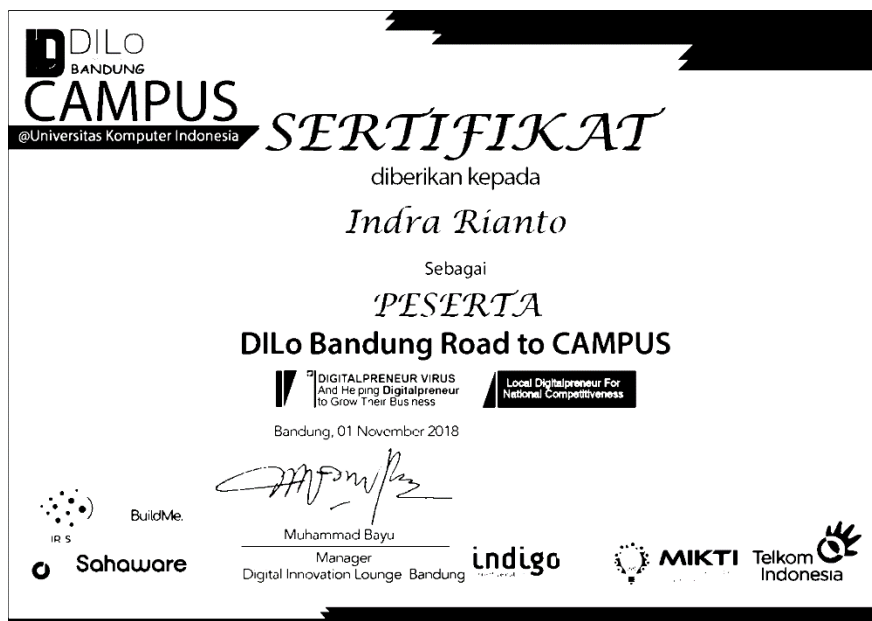 DILo
BANDUNG
CAMPUS
@Universitas Komputer Indonesia
SERTIFIKAT
diberikan kepada
Indra Rianto
Sebagai
PESERTA
DILo Bandung Road to CAMPUS
DIGITALPRENEUR VIRUS
And He ping Digitalpreneur
to Grow Their Bus ness
Local Digitalpreneur For
National Competitiveness
Bandung, 01 November 2018
Muhammad Bayu
Manager
Digital Innovation Lounge Bandung
IR S
BuildMe.
Sahaware
indigo
MIKTI
Telkom
Indonesia